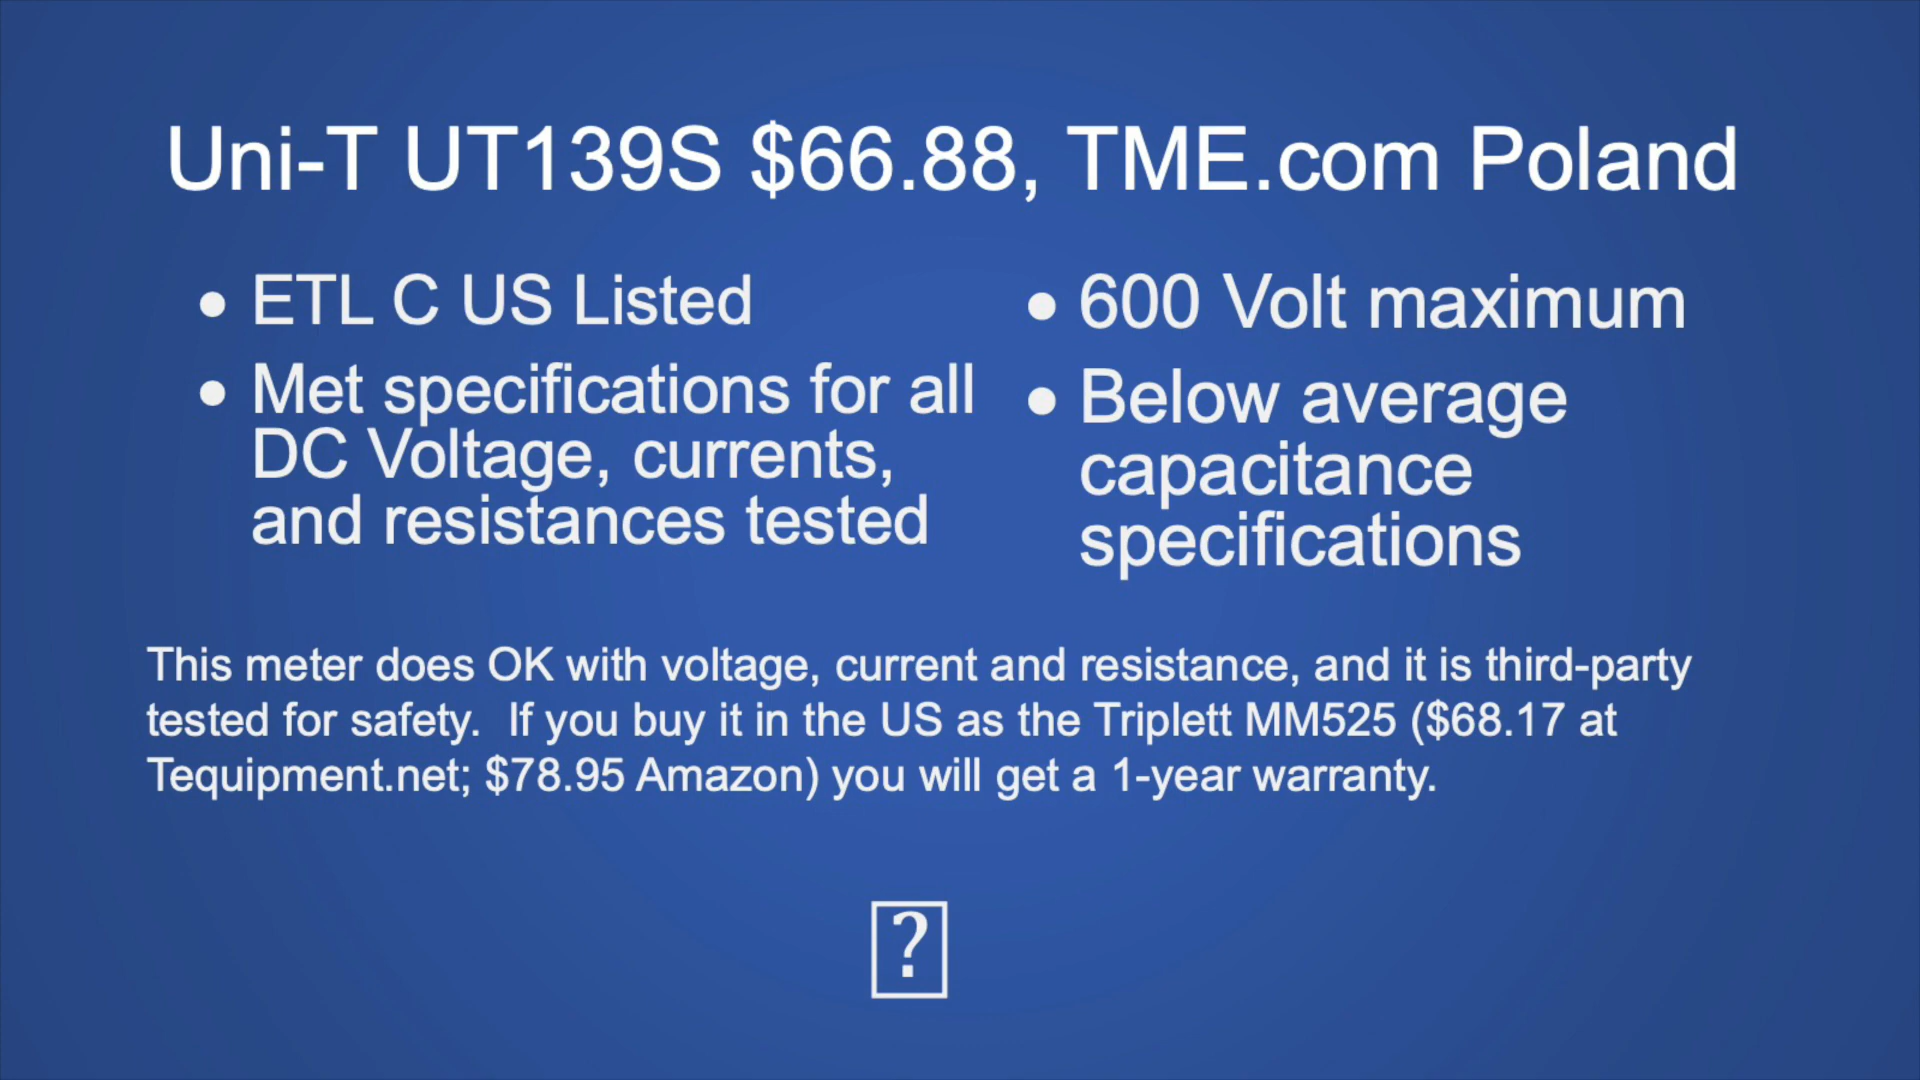 Uni-T UT139S $66.88, TME.com Poland
• ETL C US Listed
• Met specifications for all
DC Voltage, currents,
and resistances tested
• 600 Volt maximum
• Below average
capacitance
specifications
This meter does OK with voltage, current and resistance, and it is third-party
tested for safety.  If you buy it in the US as the Triplett MM525 ($68.17 at
Tequipment.net; $78.95 Amazon) you will get a 1-year warranty.
?